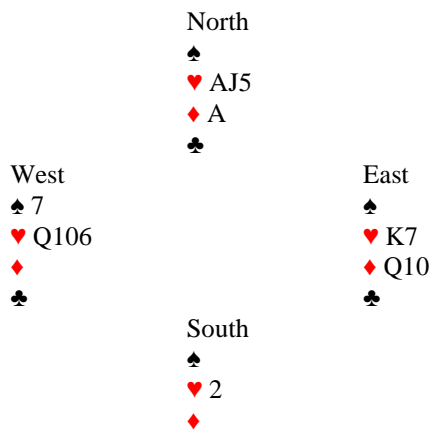 North
♠
♥ AJ5
♦ A
♣
West
♠ 7
♥ Q106
♦
♣
East
♠
♥ K7
♦ Q10
♣
South
♠
♥ 2
♦